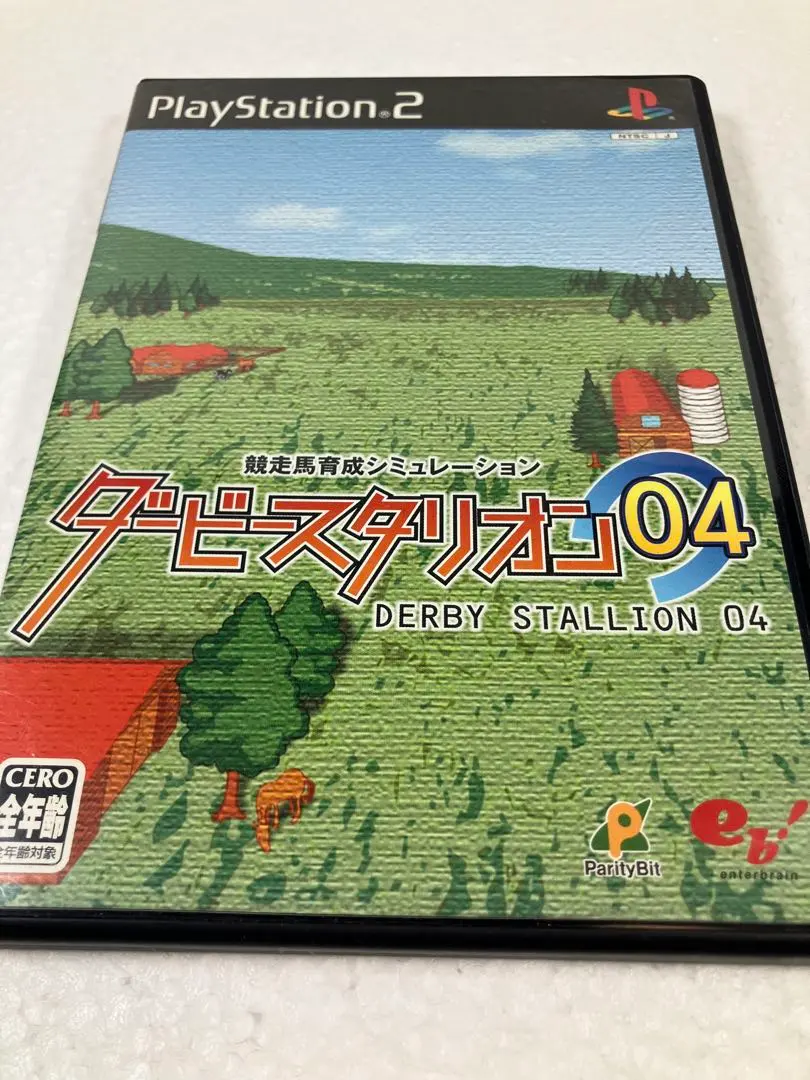 PlayStation®2
NTSC J
競走馬育成シミュレーション
ダービースタリオン04
DERBY STALLION 04
CERO
全年齢
全年齢対象
ParityBit
eb!
enterbrain